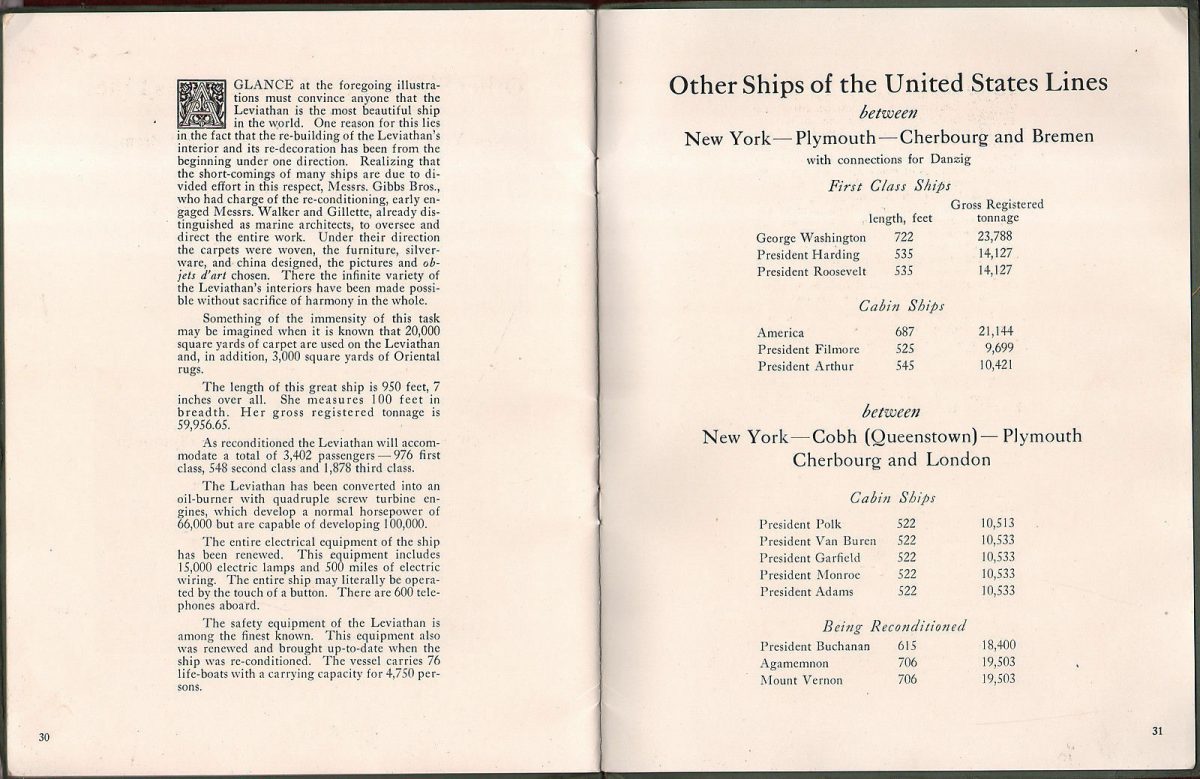 A GLANCE at the foregoing illustra-
tions must convince anyone that the
Leviathan is the most beautiful ship
in the world. One reason for this lies
in the fact that the re-building of the Leviathan's
interior and its re-decoration has been from the
beginning under one direction. Realizing that
the short-comings of many ships are due to di-
vided effort in this respect, Messrs. Gibbs Bros.,
who had charge of the re-conditioning, early en-
gaged Messrs. Walker and Gillette, already dis-
tinguished as marine architects, to oversee and
direct the entire work. Under their direction
the carpets were woven, the furniture, silver-
ware, and china designed, the pictures and ob-
jets d'art chosen. There the infinite variety of
the Leviathan's interiors have been made possi-
ble without sacrifice of harmony in the whole.
Something of the immensity of this task
may be imagined when it is known that 20,000
square yards of carpet are used on the Leviathan
and, in addition, 3,000 square yards of Oriental
rugs.
The length of this great ship is 950 feet, 7
inches over all. She measures 100 feet in
breadth. Her gross registered tonnage is
59,956.65.
As reconditioned the Leviathan will accom-
modate a total of 3,402 passengers — 976 first
class, 548 second class and 1,878 third class.
The Leviathan has been converted into an
oil-burner with quadruple screw turbine en-
gines, which develop a normal horsepower of
66,000 but are capable of developing 100,000.
The entire electrical equipment of the ship
has been renewed. This equipment includes
15,000 electric lamps and 500 miles of electric
wiring. The entire ship may literally be opera-
ted by the touch of a button. There are 600 tele-
phones aboard.
The safety equipment of the Leviathan is
among the finest known. This equipment also
was renewed and brought up-to-date when the
ship was re-conditioned. The vessel carries 76
life-boats with a carrying capacity for 4,750 per-
sons.
30
Other Ships of the United States Lines
between
New York — Plymouth — Cherbourg and Bremen
with connections for Danzig
First Class Ships
length, feet Gross Registered tonnage
George Washington 722 23,788
President Harding 535 14,127
President Roosevelt 535 14,127
Cabin Ships
America 687 21,144
President Filmore 525 9,699
President Arthur 545 10,421
between
New York — Cobh (Queenstown) — Plymouth
Cherbourg and London
Cabin Ships
President Polk 522 10,513
President Van Buren 522 10,533
President Garfield 522 10,533
President Monroe 522 10,533
President Adams 522 10,533
Being Reconditioned
President Buchanan 615 18,400
Agamemnon 706 19,503
Mount Vernon 706 19,503
31